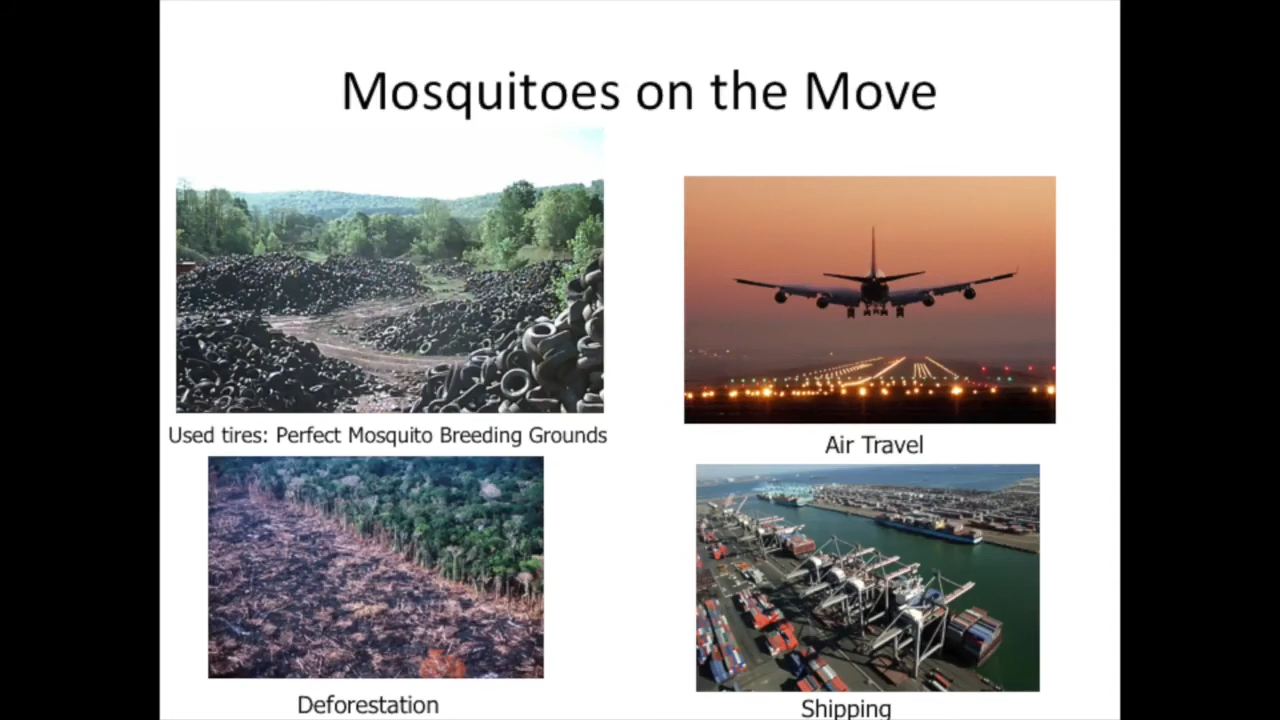 Mosquitoes on the Move
Used tires: Perfect Mosquito Breeding Grounds
Air Travel
Deforestation
Shipping